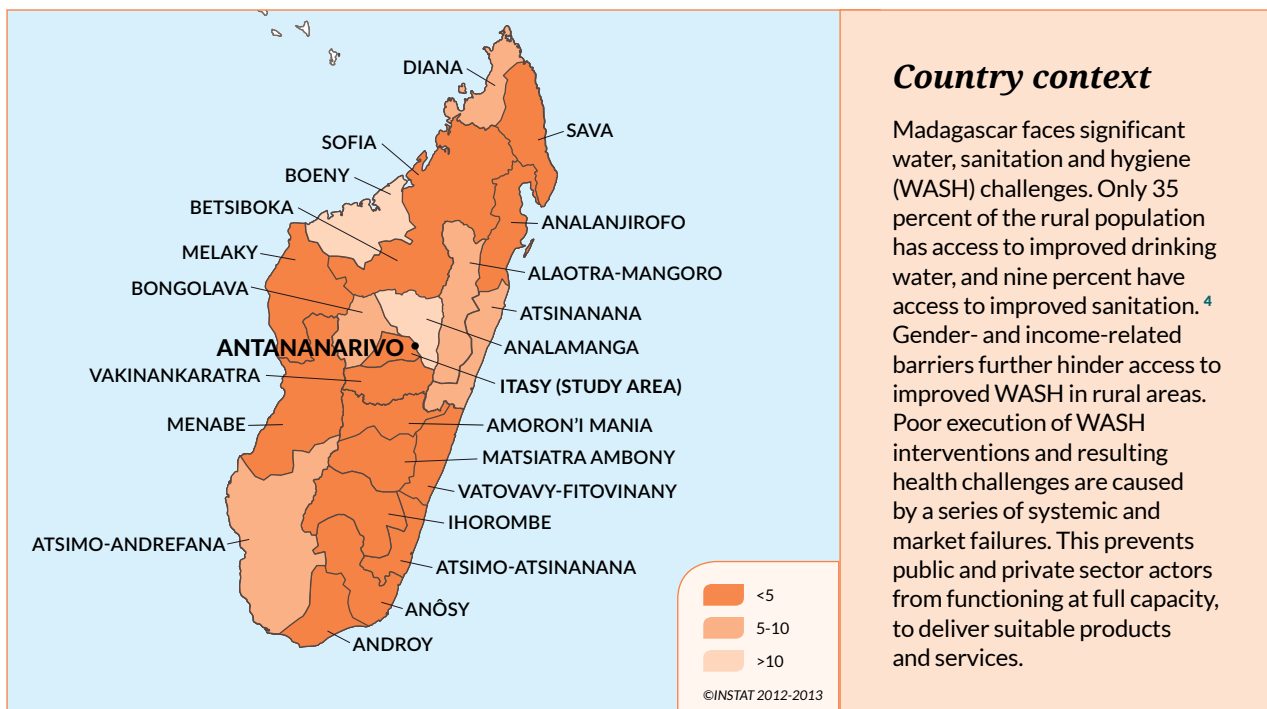 DIANA
SAVA
SOFIA
BOENY
BETSIBOKA
ANALANJIROFO
MELAKY
ALAOTRA-MANGORO
BONGOLAVA
ATSINANANA
ANTANANARIVO
ANALAMANGA
VAKINANKARATRA
ITASY (STUDY AREA)
MENABE
AMORON'I MANIA
MATSIATRA AMBONY
VATOVAVY-FITOVINANY
IHOROMBE
ATSIMO-ANDREFANA
ATSIMO-ATSINANANA
ANÔSY
ANDROY
<5
5-10
>10
©INSTAT 2012-2013
Country context
Madagascar faces significant
water, sanitation and hygiene
(WASH) challenges. Only 35
percent of the rural population
has access to improved drinking
water, and nine percent have
access to improved sanitation. 4
Gender- and income-related
barriers further hinder access to
improved WASH in rural areas.
Poor execution of WASH
interventions and resulting
health challenges are caused
by a series of systemic and
market failures. This prevents
public and private sector actors
from functioning at full capacity,
to deliver suitable products
and services.